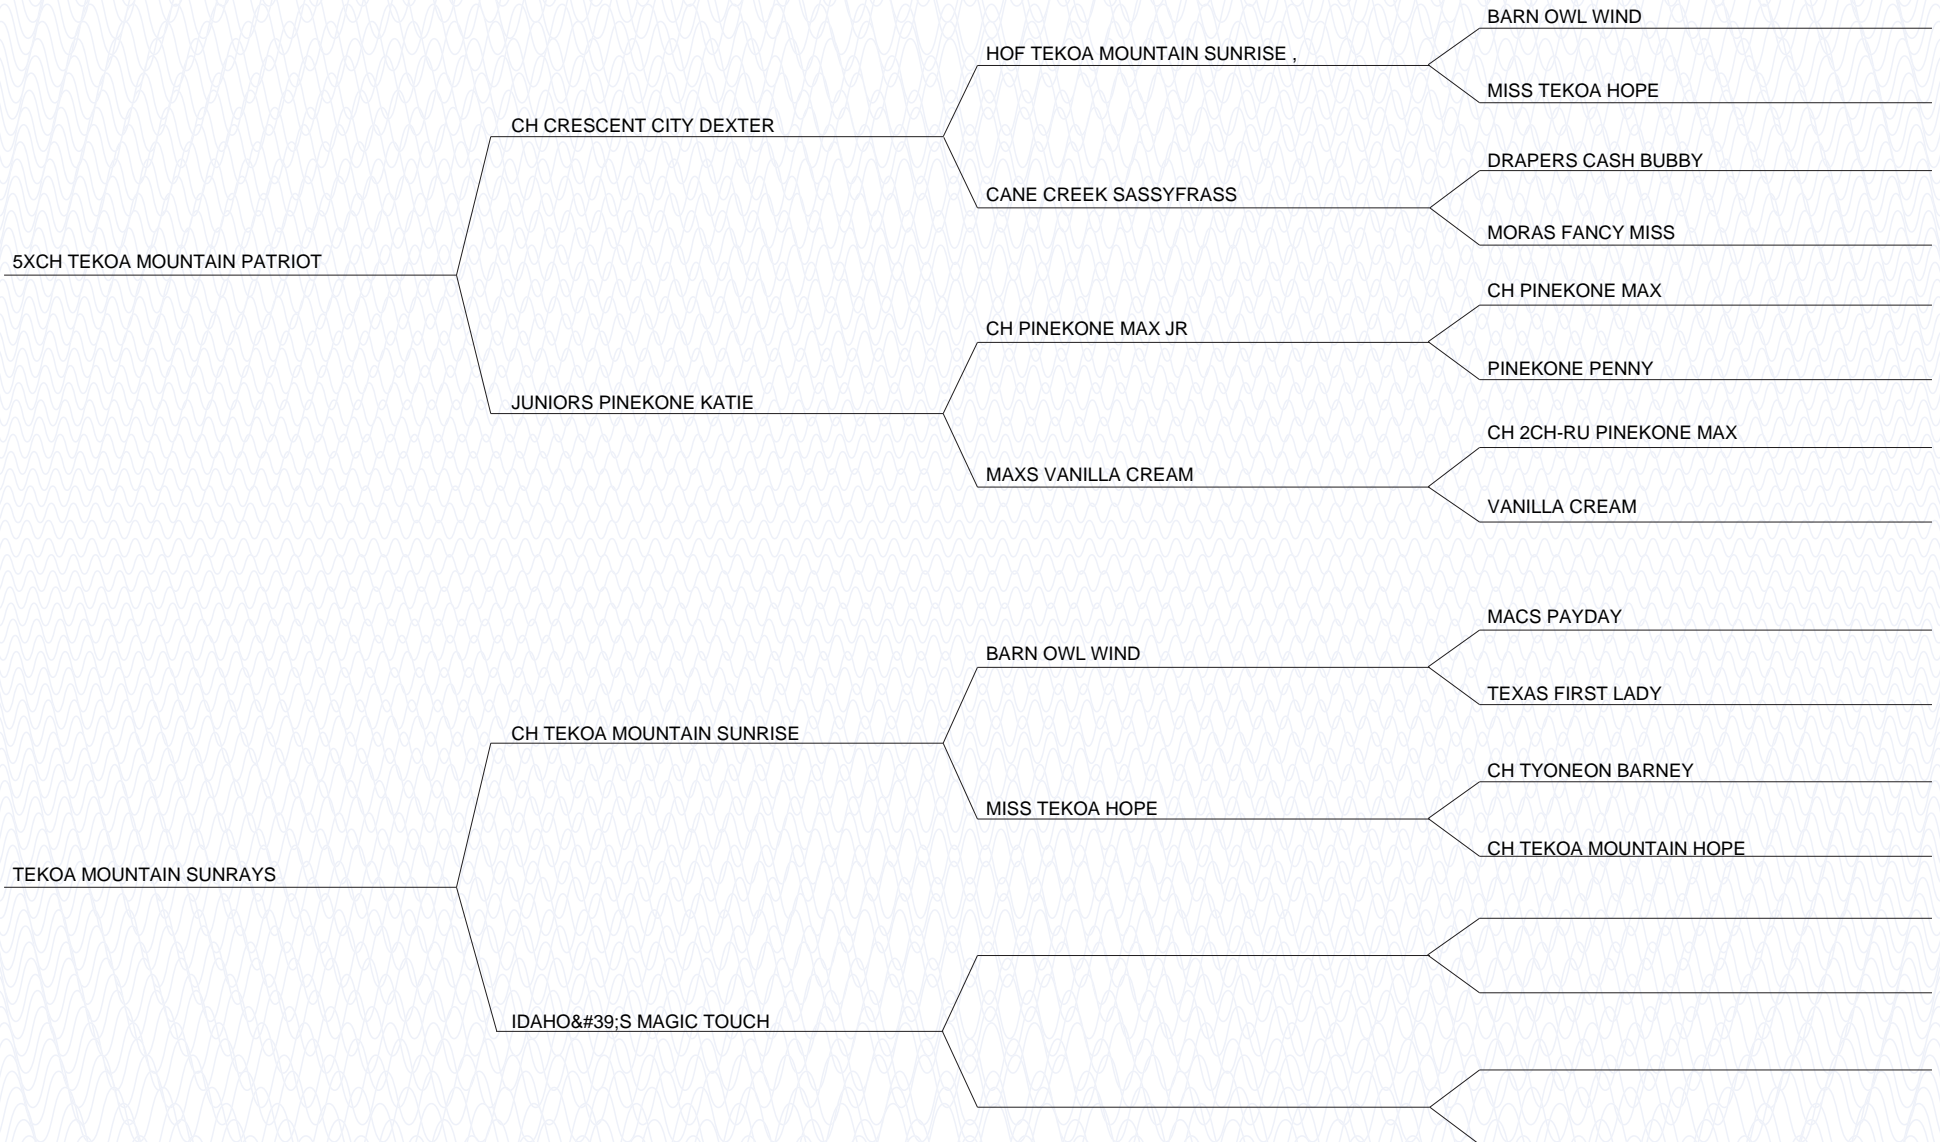 BARN OWL WIND
HOF TEKOA MOUNTAIN SUNRISE ,
MISS TEKOA HOPE
CH CRESCENT CITY DEXTER
DRAPERS CASH BUBBY
CANE CREEK SASSYFRASS
MORAS FANCY MISS
5XCH TEKOA MOUNTAIN PATRIOT
CH PINEKONE MAX
CH PINEKONE MAX JR
PINEKONE PENNY
JUNIORS PINEKONE KATIE
CH 2CH-RU PINEKONE MAX
MAXS VANILLA CREAM
VANILLA CREAM
MACS PAYDAY
BARN OWL WIND
TEXAS FIRST LADY
CH TEKOA MOUNTAIN SUNRISE
CH TYONEON BARNEY
MISS TEKOA HOPE
CH TEKOA MOUNTAIN HOPE
TEKOA MOUNTAIN SUNRAYS
IDAHO&#39;S MAGIC TOUCH